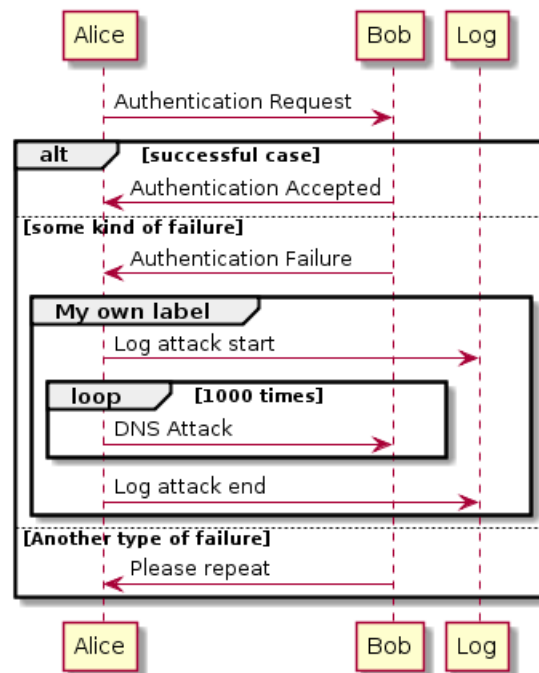 Alice Bob Log
Authentication Request
alt [successful case]
Authentication Accepted
[some kind of failure]
Authentication Failure
My own label
Log attack start
loop [1000 times]
DNS Attack
Log attack end
[Another type of failure]
Please repeat
Alice Bob Log